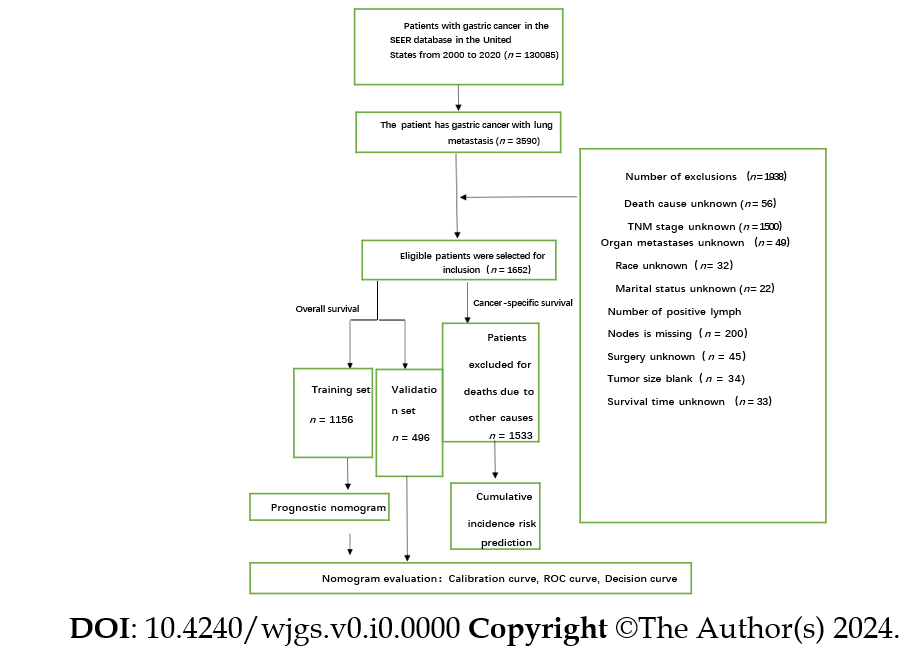 Patients with gastric cancer in the
SEER database in the United
States from 2000 to 2020 (n = 130085)
The patient has gastric cancer with lung
metastasis (n = 3590)
Number of exclusions (n=1938)
Death cause unknown (n= 56)
TNM stage unknown (n =1500)
Organ metastases unknown (n = 49)
Race unknown (n= 32)
Marital status unknown (n= 22)
Number of positive lymph
Nodes is missing (n = 200)
Surgery unknown (n = 45)
Tumor size blank (n = 34)
Survival time unknown (n = 33)
Eligible patients were selected for
inclusion (n = 1652)
Overall survival
Cancer-specific survival
Training set
n = 1156
Validatio
n set
n = 496
Patients
excluded for
deaths due to
other causes
n = 1533
Prognostic nomogram
Cumulative
incidence risk
prediction
Nomogram evaluation: Calibration curve, ROC curve, Decision curve
DOI: 10.4240/wjgs.v0.i0.0000 Copyright ©The Author(s) 2024.